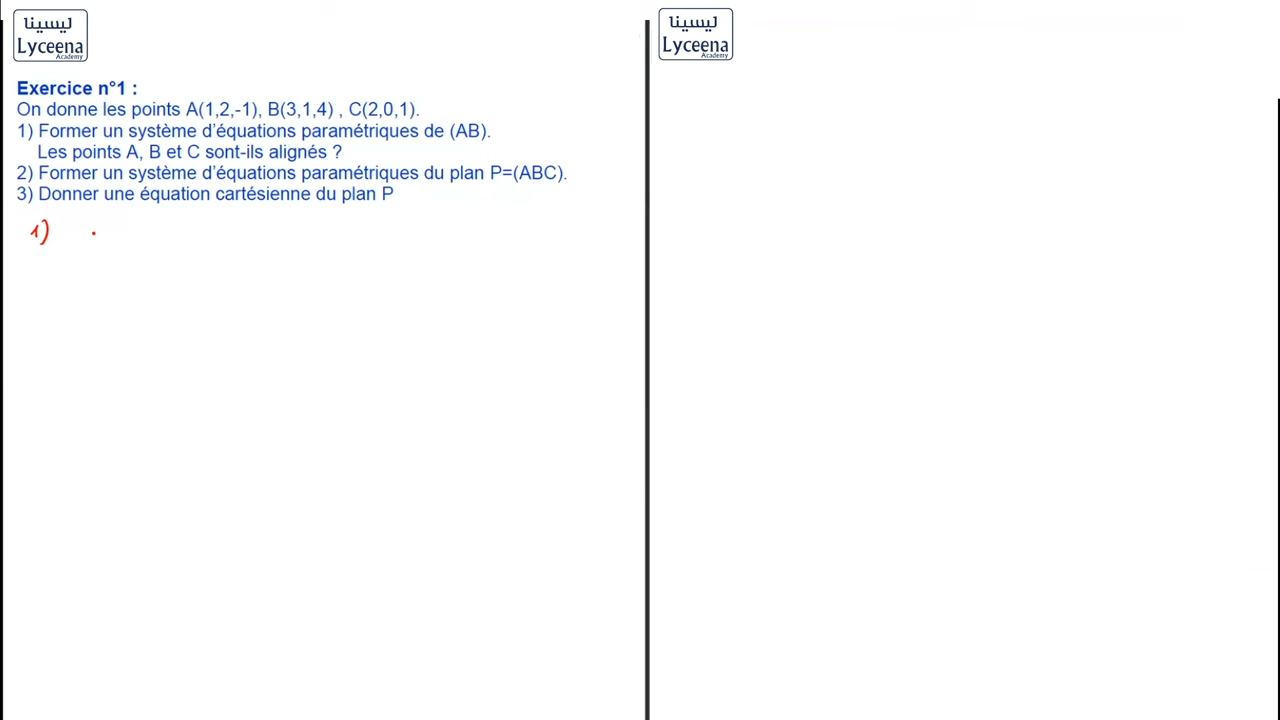 ليسينا
Lyceena
Academy
Exercice n°1 :
On donne les points A(1,2,-1), B(3,1,4) , C(2,0,1).
1) Former un système d'équations paramétriques de (AB).
Les points A, B et C sont-ils alignés ?
2) Former un système d'équations paramétriques du plan P=(ABC).
3) Donner une équation cartésienne du plan P
1)
ليسينا
Lyceena
Academy